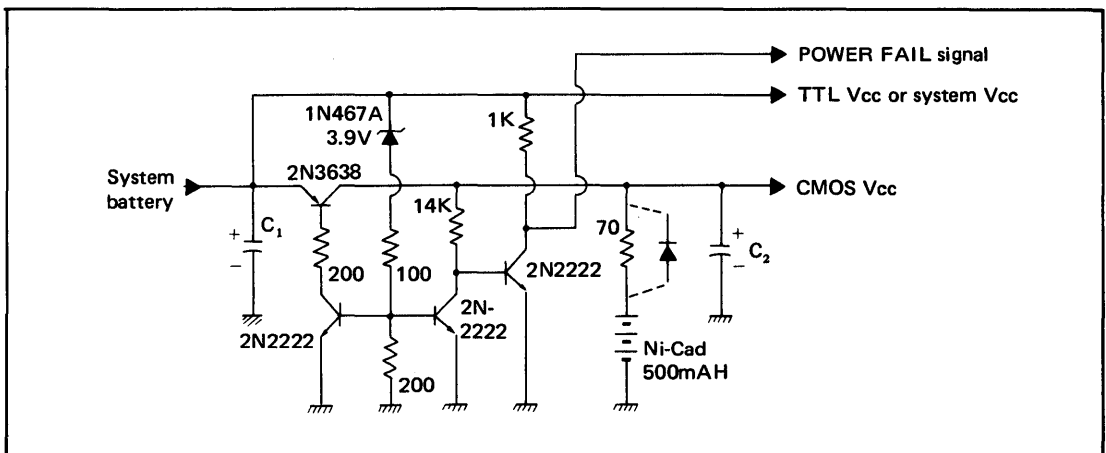 POWER FAIL signal
TTL Vcc or system Vcc
1N467A
3.9V
1K
2N3638
System
battery
CMOS Vcc
14K
+
C₁
-
70
+
C₂
-
200
100
2N2222
2N2222
2N-
2222
200
Ni-Cad
500mAH